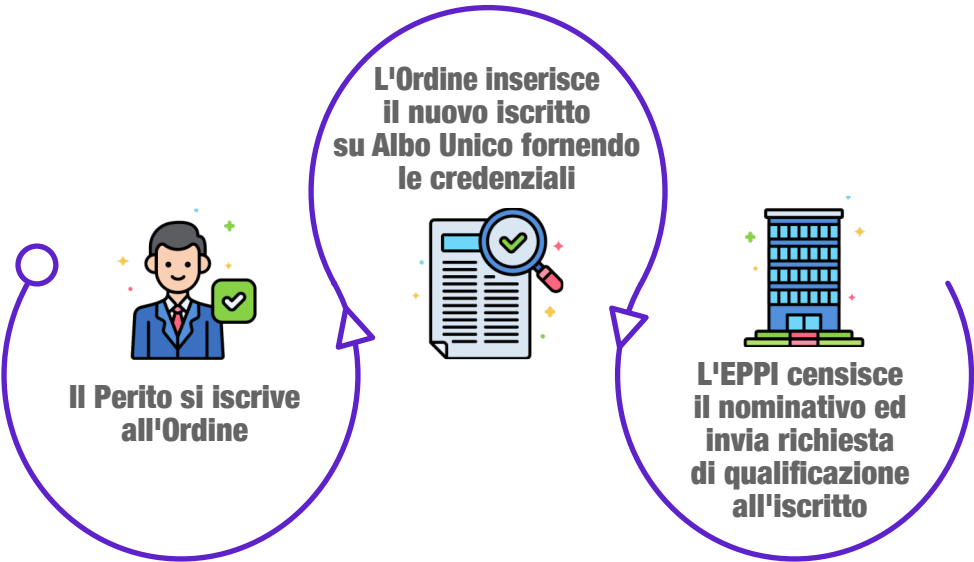 Il Perito si iscrive
all'Ordine
L'Ordine inserisce
il nuovo iscritto
su Albo Unico fornendo
le credenziali
L'EPPI censisce
il nominativo ed
invia richiesta
di qualificazione
all'iscritto